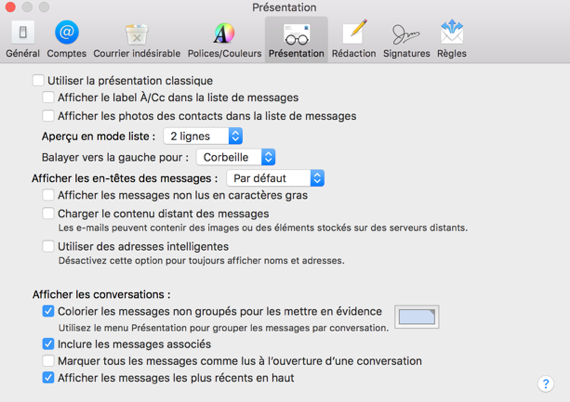 Présentation
Général Comptes Courrier indésirable Polices/Couleurs Présentation Rédaction Signatures Règles
Utiliser la présentation classique
Afficher le label À/Cc dans la liste de messages
Afficher les photos des contacts dans la liste de messages
Aperçu en mode liste : 2 lignes
Balayer vers la gauche pour : Corbeille
Afficher les en-têtes des messages : Par défaut
Afficher les messages non lus en caractères gras
Charger le contenu distant des messages
Les e-mails peuvent contenir des images ou des éléments stockés sur des serveurs distants.
Utiliser des adresses intelligentes
Désactivez cette option pour toujours afficher noms et adresses.
Afficher les conversations :
Colorier les messages non groupés pour les mettre en évidence
Utilisez le menu Présentation pour grouper les messages par conversation.
Inclure les messages associés
Marquer tous les messages comme lus à l’ouverture d’une conversation
Afficher les messages les plus récents en haut
?